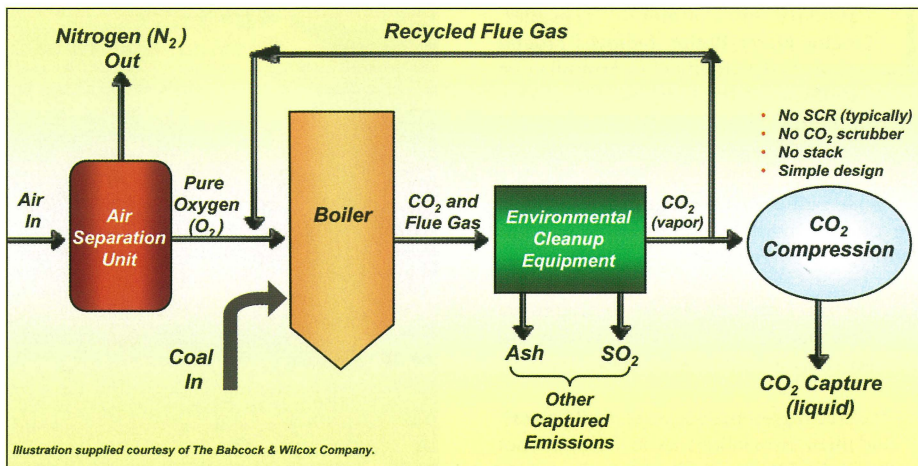 Nitrogen (N₂)
Out
Recycled Flue Gas
• No SCR (typically)
• No CO₂ scrubber
• No stack
• Simple design
Air
In
Air
Separation
Unit
Pure
Oxygen
(O₂)
Boiler
CO₂ and
Flue Gas
Environmental
Cleanup
Equipment
CO₂
(vapor)
CO₂
Compression
Coal
In
Ash
SO₂
Other
Captured
Emissions
CO₂ Capture
(liquid)
Illustration supplied courtesy of The Babcock & Wilcox Company.